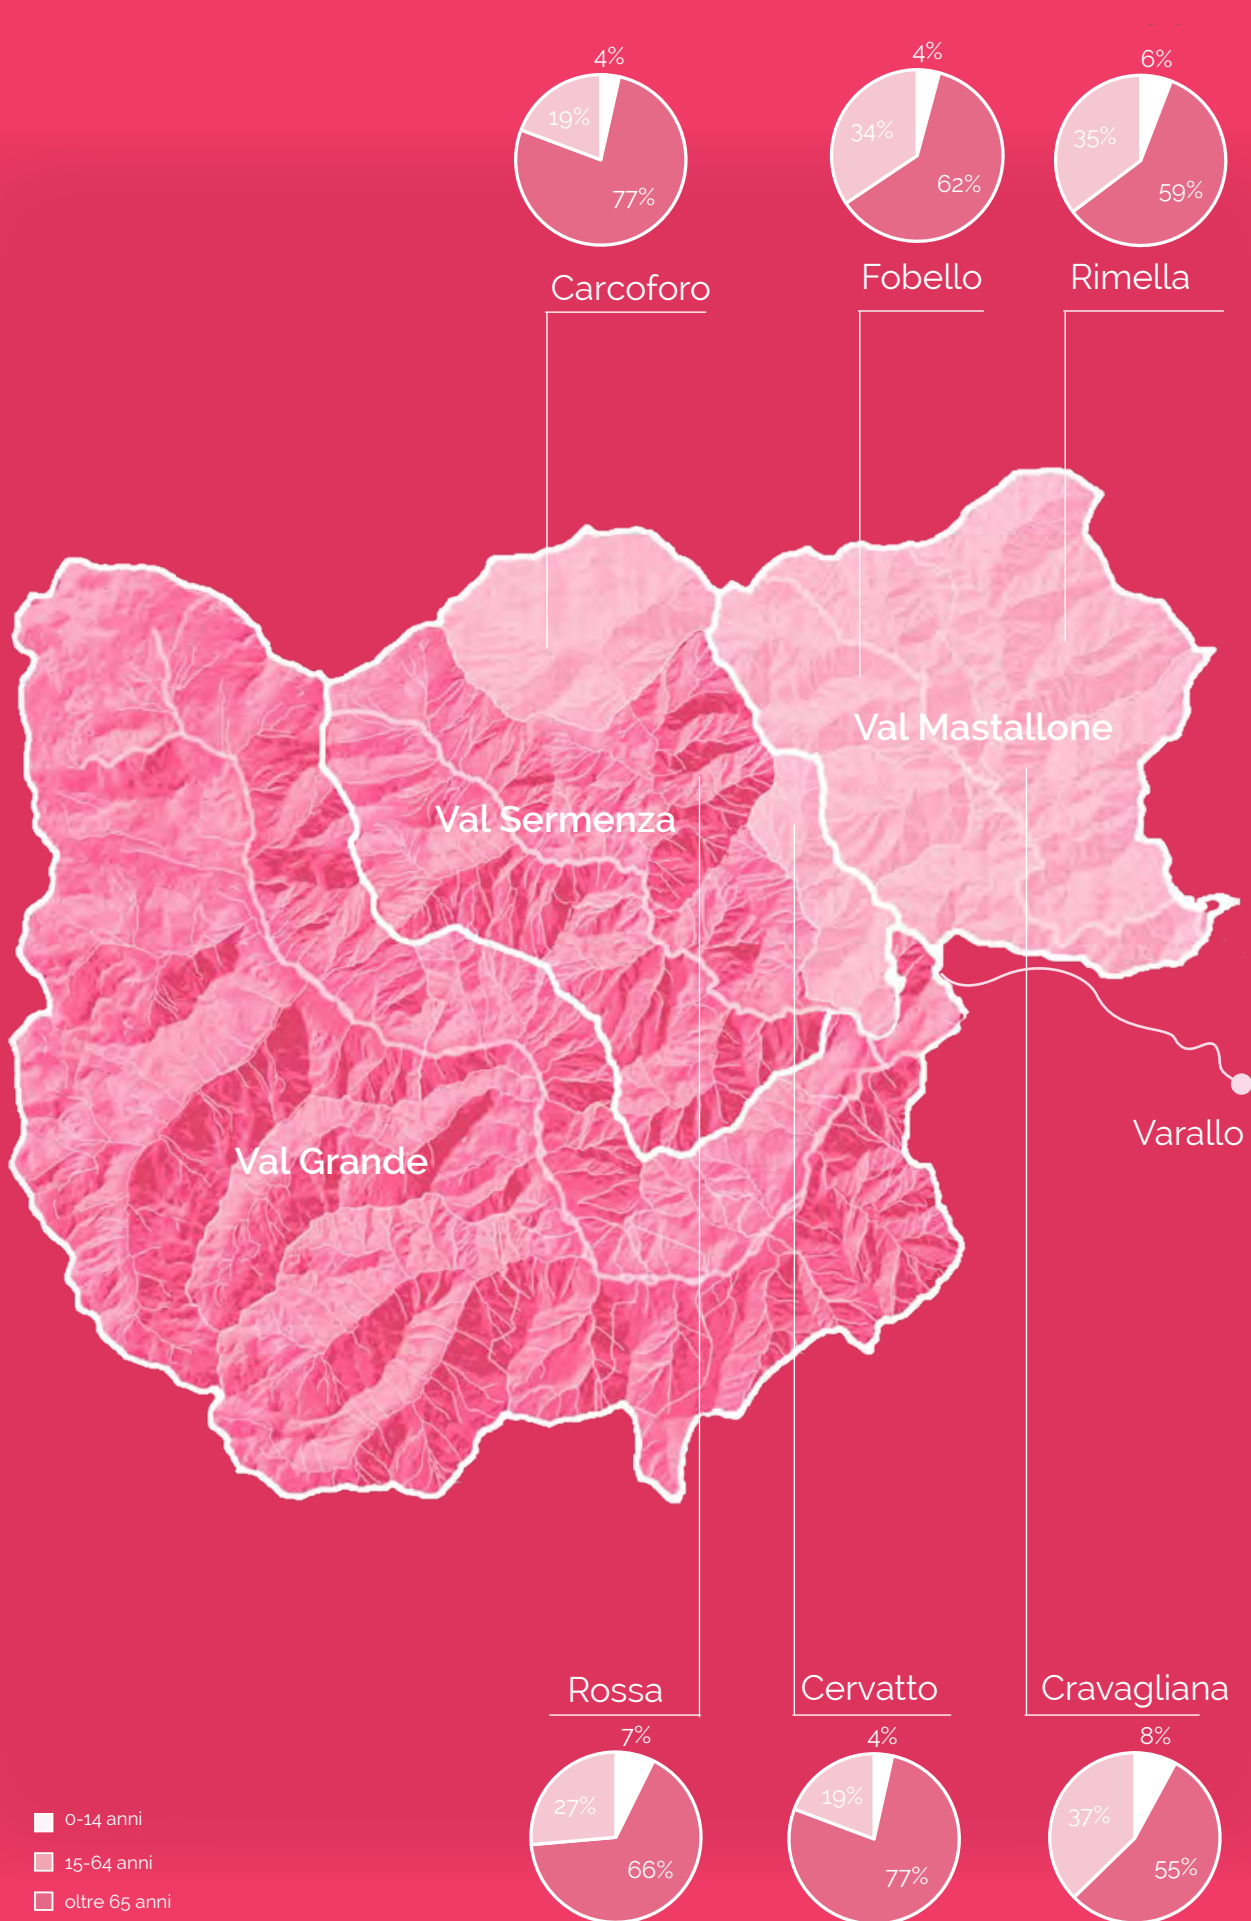 4%
19%
77%
Carcoforo
4%
34%
62%
Fobello
6%
35%
59%
Rimella
Val Mastallone
Val Sermenza
Val Grande
Varallo
Rossa
7%
27%
66%
Cervatto
4%
19%
77%
Cravagliana
8%
37%
55%
0-14 anni
15-64 anni
oltre 65 anni